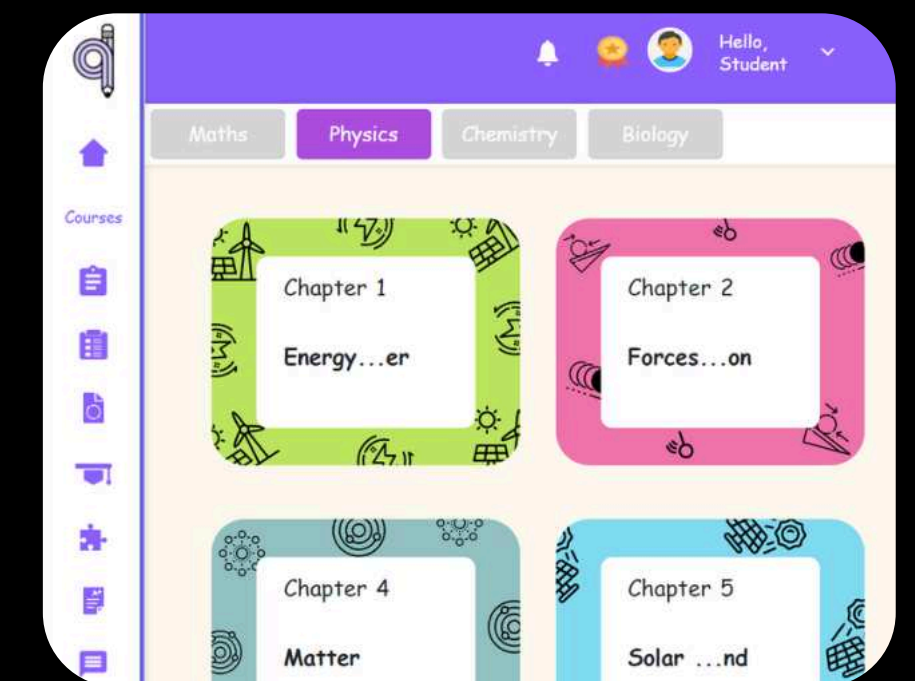 Hello,
Student
Maths
Physics
Chemistry
Biology
Courses
Chapter 1
Energy...er
Chapter 2
Forces...on
Chapter 4
Matter
Chapter 5
Solar ...nd